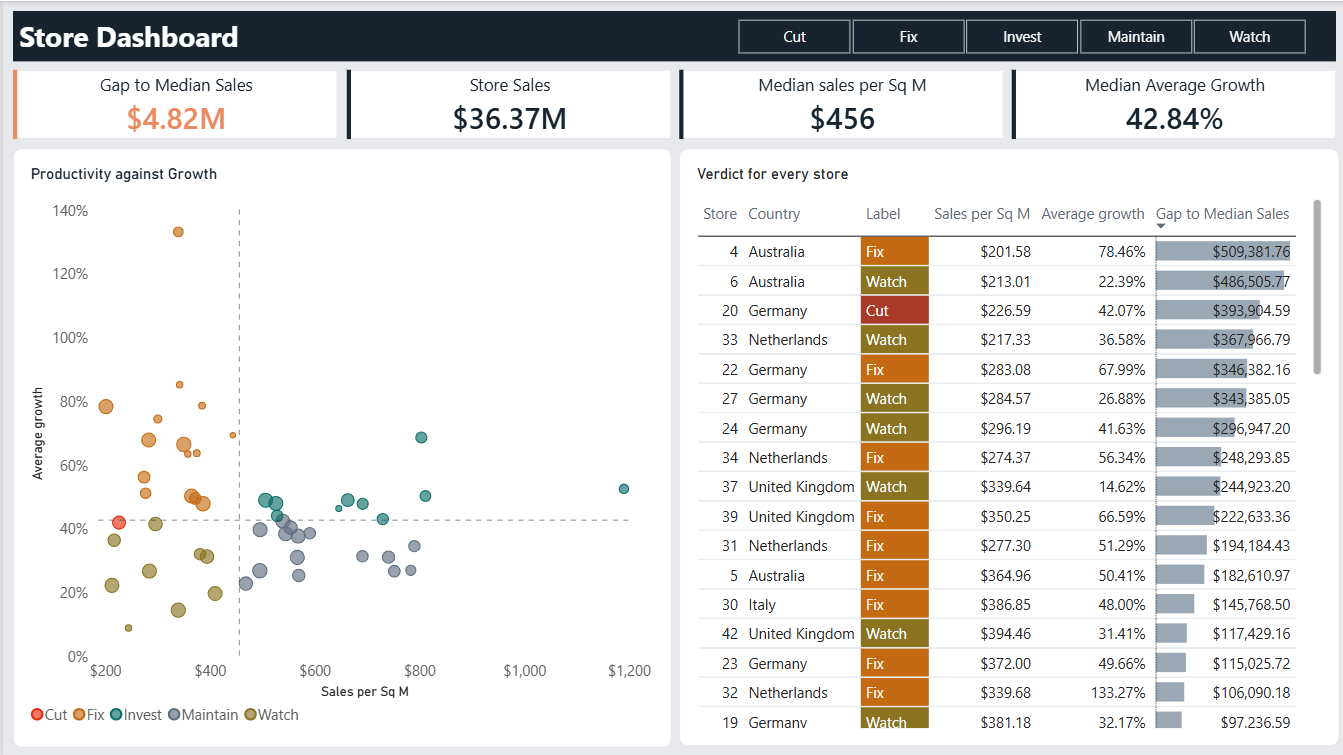 Store Dashboard
Cut Fix Invest Maintain Watch
Gap to Median Sales
$4.82M
Store Sales
$36.37M
Median sales per Sq M
$456
Median Average Growth
42.84%
Productivity against Growth
140%
120%
100%
80%
60%
40%
20%
0%
Average growth
$200 $400 $600 $800 $1,000 $1,200
Sales per Sq M
Cut Fix Invest Maintain Watch
Verdict for every store
Store Country Label Sales per Sq M Average growth Gap to Median Sales
4 Australia Fix $201.58 78.46% $509,381.76
6 Australia Watch $213.01 22.39% $486,505.77
20 Germany Cut $226.59 42.07% $393,904.59
33 Netherlands Watch $217.33 36.58% $367,966.79
22 Germany Fix $283.08 67.99% $346,382.16
27 Germany Watch $284.57 26.88% $343,385.05
24 Germany Watch $296.19 41.63% $296,947.20
34 Netherlands Fix $274.37 56.34% $248,293.85
37 United Kingdom Watch $339.64 14.62% $244,923.20
39 United Kingdom Fix $350.25 66.59% $222,633.36
31 Netherlands Fix $277.30 51.29% $194,184.43
5 Australia Fix $364.96 50.41% $182,610.97
30 Italy Fix $386.85 48.00% $145,768.50
42 United Kingdom Watch $394.46 31.41% $117,429.16
23 Germany Fix $372.00 49.66% $115,025.72
32 Netherlands Fix $339.68 133.27% $106,090.18
19 Germany Watch $381.18 32.17% $97,236.59